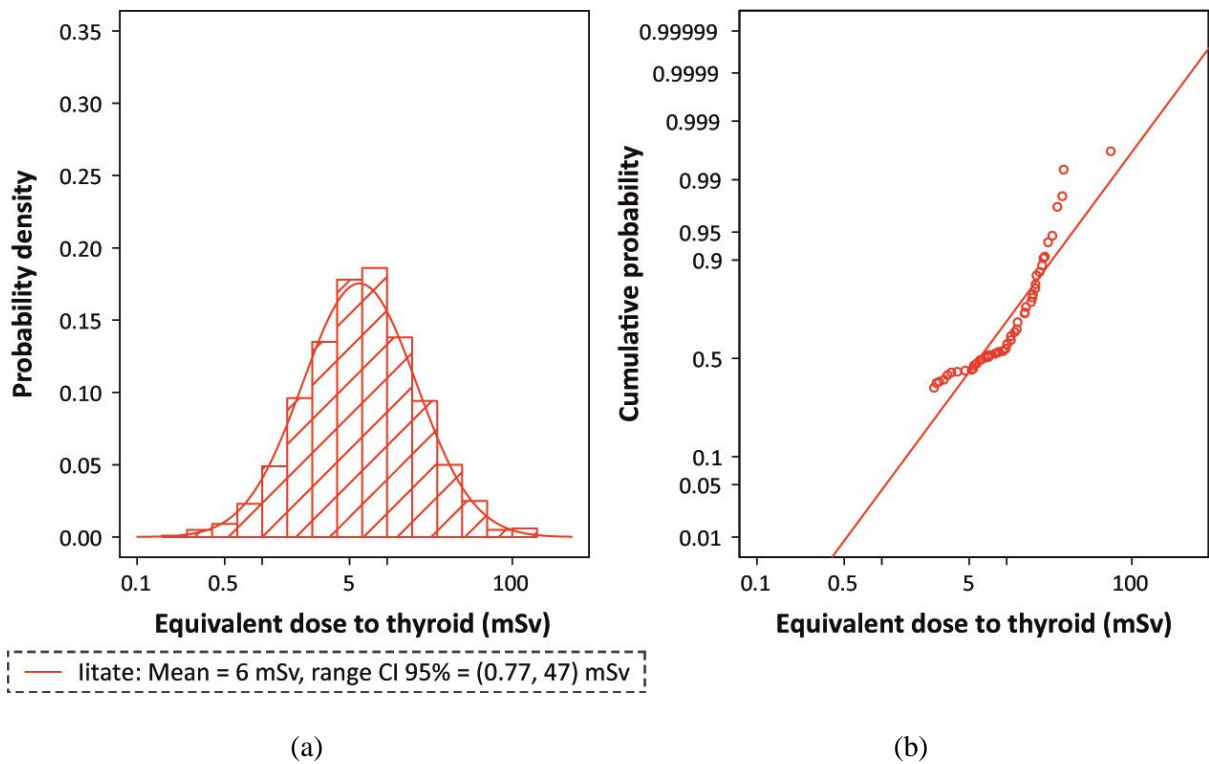 0.35
0.30
0.25
0.20
0.15
0.10
0.05
0.00
Probability density
0.1 0.5 5 100
Equivalent dose to thyroid (mSv)
Iitate: Mean = 6 mSv, range CI 95% = (0.77, 47) mSv
(a)
0.99999
0.9999
0.999
0.99
0.95
0.9
0.5
0.1
0.05
0.01
Cumulative probability
0.1 0.5 5 100
Equivalent dose to thyroid (mSv)
(b)